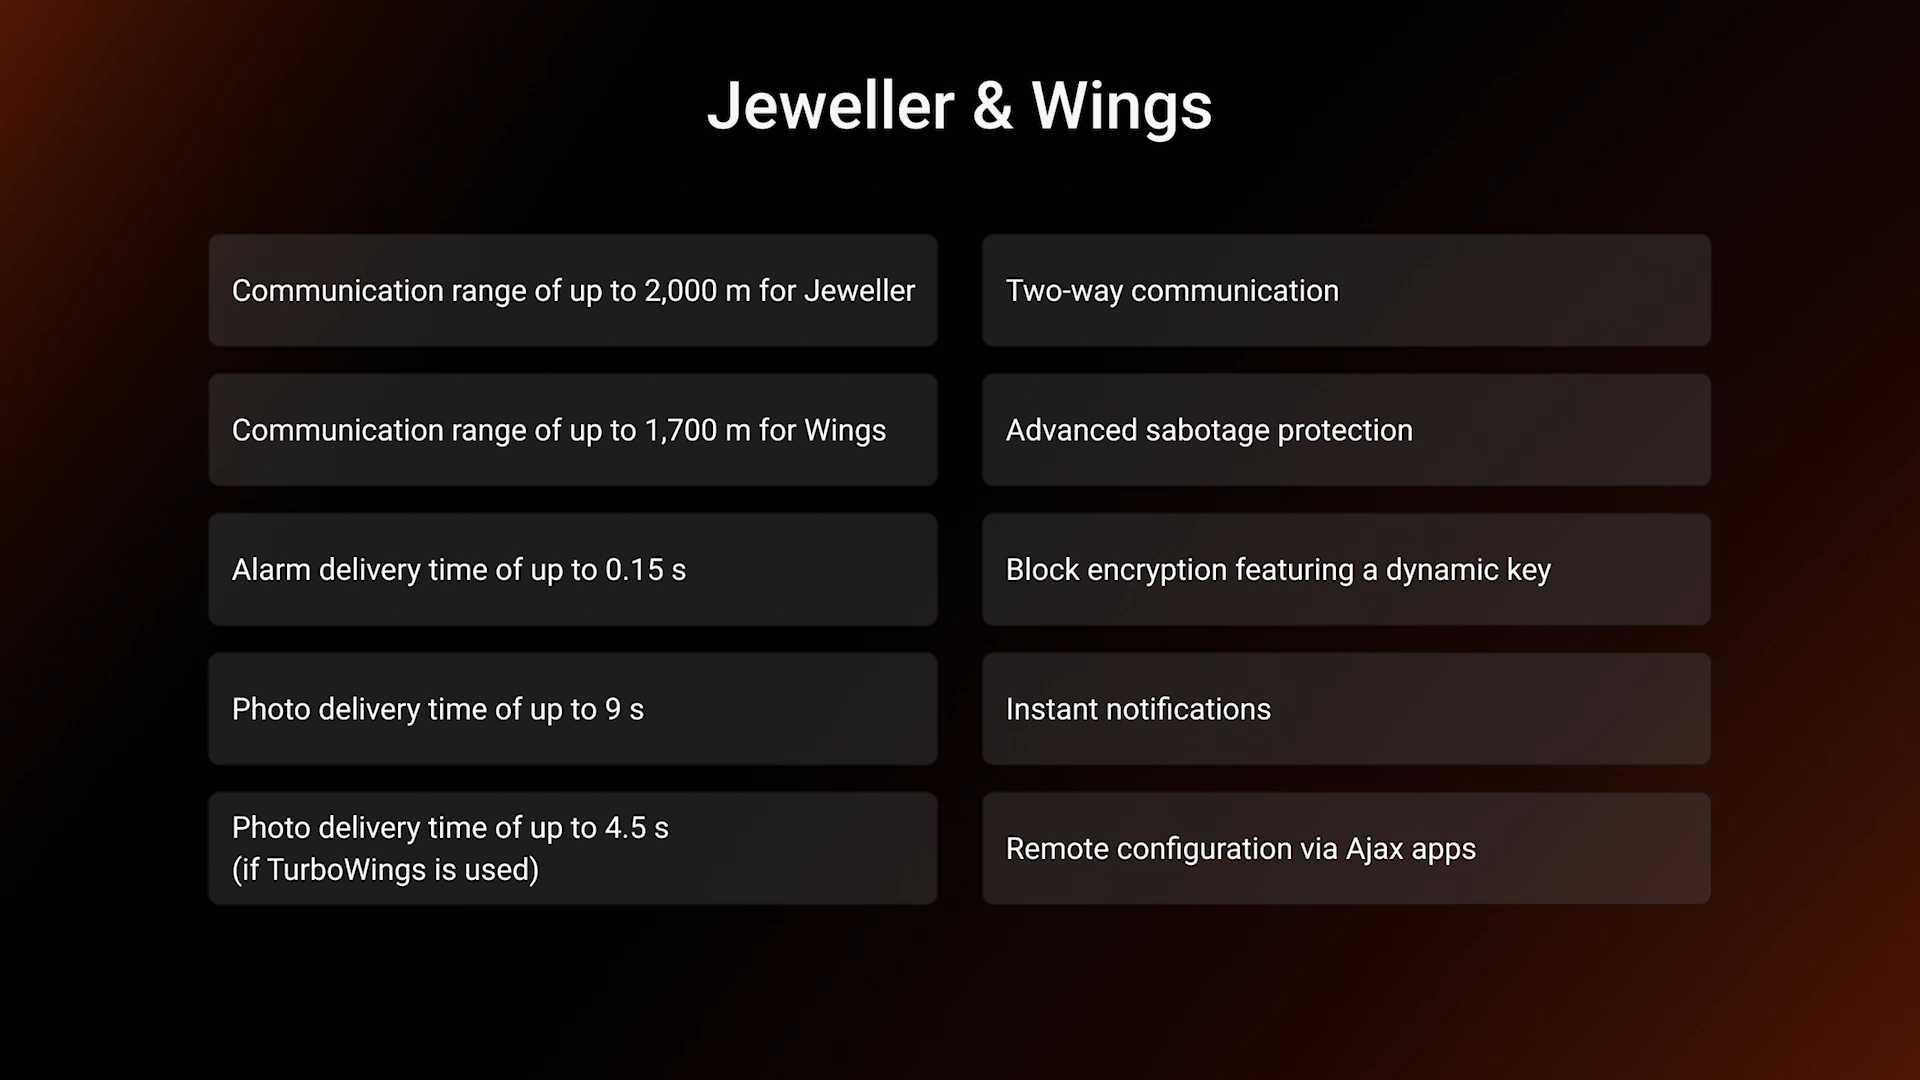 Jeweller & Wings
Communication range of up to 2,000 m for Jeweller
Communication range of up to 1,700 m for Wings
Alarm delivery time of up to 0.15 s
Photo delivery time of up to 9 s
Photo delivery time of up to 4.5 s
(if TurboWings is used)
Two-way communication
Advanced sabotage protection
Block encryption featuring a dynamic key
Instant notifications
Remote configuration via Ajax apps